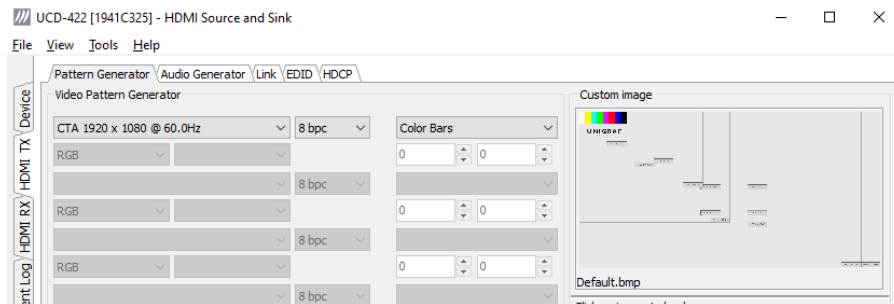 UCD-422 [1941C325] - HDMI Source and Sink
File View Tools Help
Pattern Generator Audio Generator Link EDID HDCP
Device
HDMI TX
HDMI RX
ent Log
Video Pattern Generator
CTA 1920 x 1080 @ 60.0Hz 8 bpc Color Bars
RGB 0 0
8 bpc
RGB 0 0
8 bpc
RGB 0 0
8 bpc
Custom image
UNIGRAF
Default.bmp